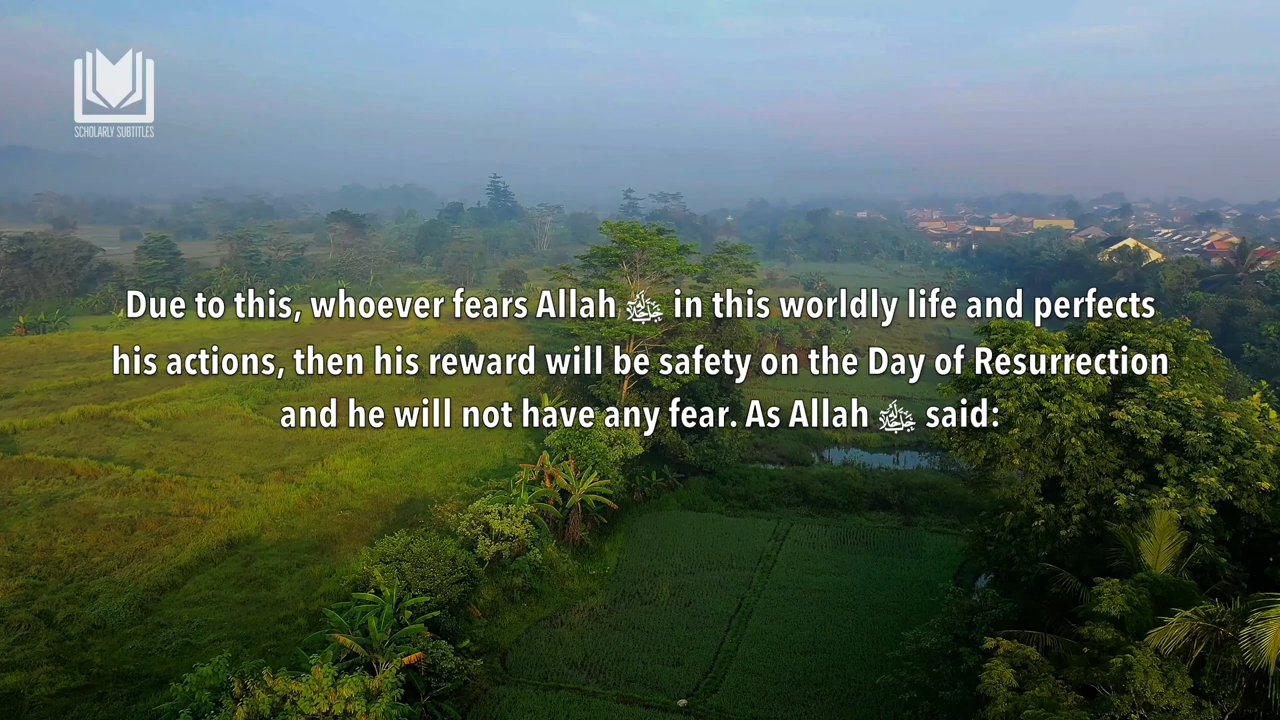 SCHOLARLY SUBTITLES
Due to this, whoever fears Allah ﷻ in this worldly life and perfects
his actions, then his reward will be safety on the Day of Resurrection
and he will not have any fear. As Allah ﷻ said: